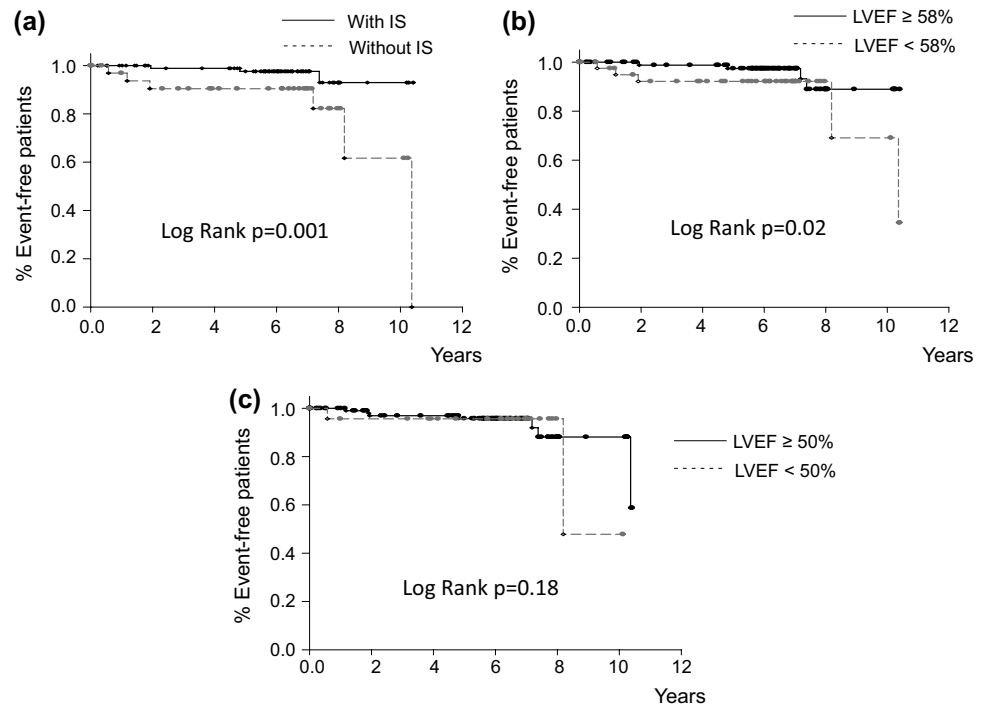 (a)
With IS
Without IS
% Event-free patients
1.0
0.8
0.6
0.4
0.2
0.0
Log Rank p=0.001
0.0 2 4 6 8 10 12
Years
(b)
LVEF ≥ 58%
LVEF < 58%
% Event-free patients
1.0
0.8
0.6
0.4
0.2
0.0
Log Rank p=0.02
0.0 2 4 6 8 10 12
Years
(c)
LVEF ≥ 50%
LVEF < 50%
% Event-free patients
1.0
0.8
0.6
0.4
0.2
0.0
Log Rank p=0.18
0.0 2 4 6 8 10 12
Years